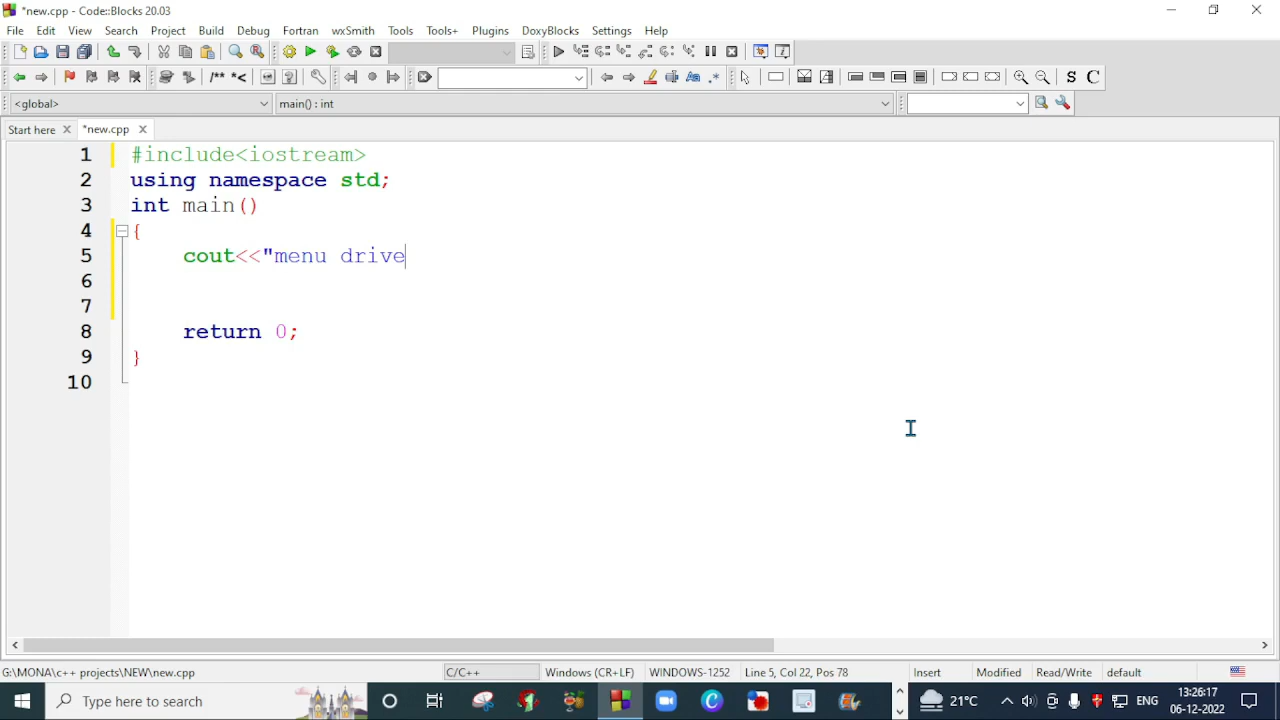 *new.cpp - Code::Blocks 20.03
File Edit View Search Project Build Debug Fortran wxSmith Tools Tools+ Plugins DoxyBlocks Settings Help
/** *< .* S C
<global> main() : int
Start here *new.cpp
1 #include<iostream>
2 using namespace std;
3 int main()
4 {
5 cout<<"menu drive
6
7
8 return 0;
9 }
10
G:\MONA\c++ projects\NEW\new.cpp C/C++ Windows (CR+LF) WINDOWS-1252 Line 5, Col 22, Pos 78 Insert Modified Read/Write default
Type here to search 21°C ENG 13:26:17
06-12-2022